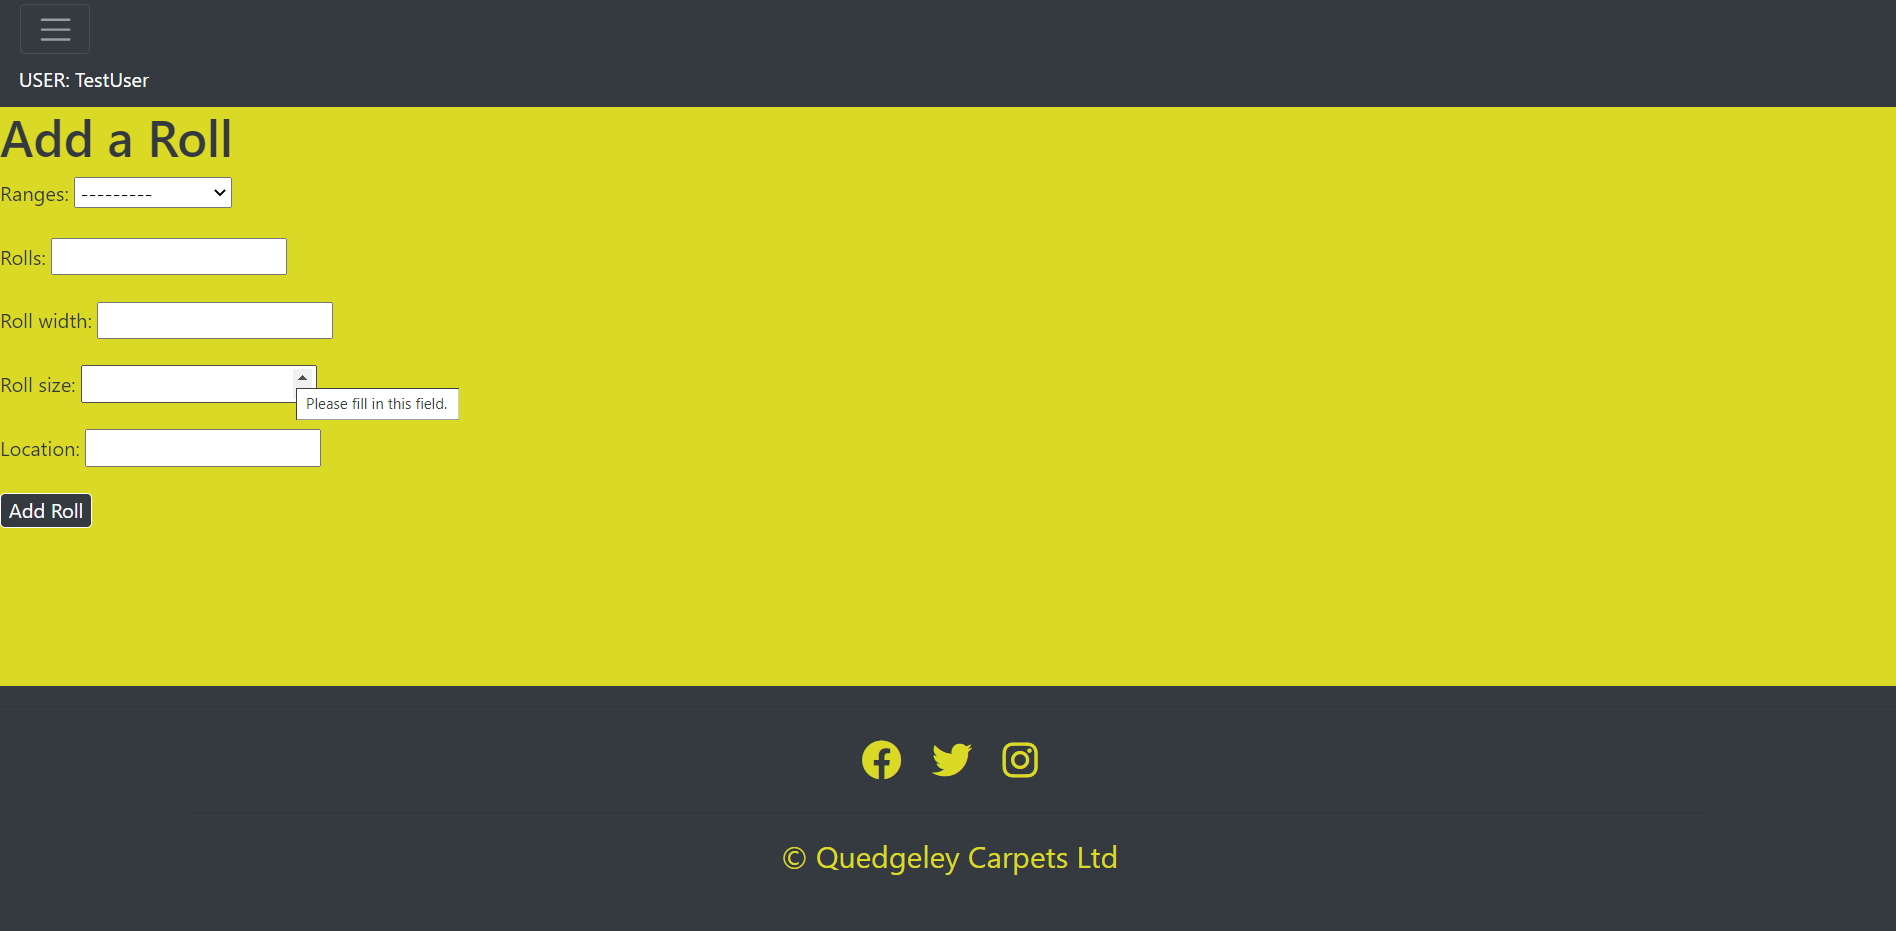 USER: TestUser
Add a Roll
Ranges: ---------
Rolls:
Roll width:
Roll size:
Please fill in this field.
Location:
Add Roll
© Quedgeley Carpets Ltd